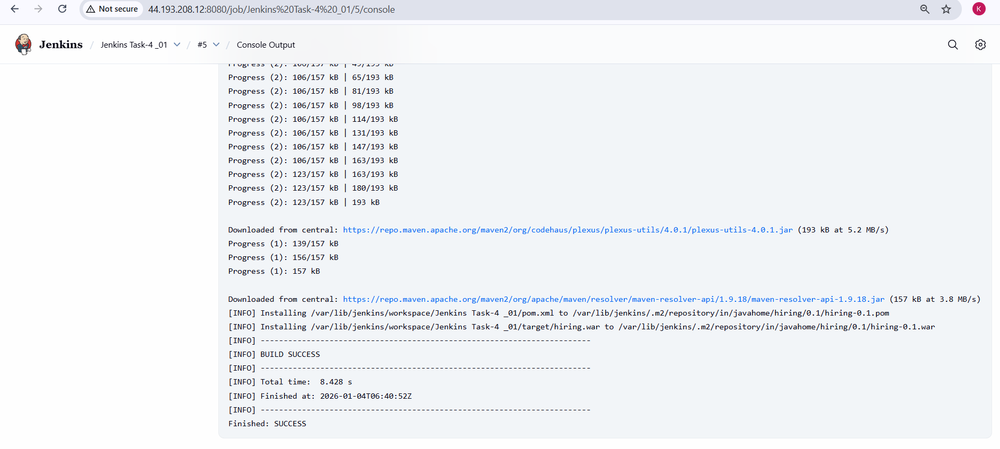 Not secure 44.193.208.12:8080/job/Jenkins%20Task-4%20_01/5/console K
Jenkins / Jenkins Task-4 _01 / #5 / Console Output
Progress (2): 106/157 kB | 49/193 kB
Progress (2): 106/157 kB | 65/193 kB
Progress (2): 106/157 kB | 81/193 kB
Progress (2): 106/157 kB | 98/193 kB
Progress (2): 106/157 kB | 114/193 kB
Progress (2): 106/157 kB | 131/193 kB
Progress (2): 106/157 kB | 147/193 kB
Progress (2): 106/157 kB | 163/193 kB
Progress (2): 123/157 kB | 163/193 kB
Progress (2): 123/157 kB | 180/193 kB
Progress (2): 123/157 kB | 193 kB
Downloaded from central: https://repo.maven.apache.org/maven2/org/codehaus/plexus/plexus-utils/4.0.1/plexus-utils-4.0.1.jar (193 kB at 5.2 MB/s)
Progress (1): 139/157 kB
Progress (1): 156/157 kB
Progress (1): 157 kB
Downloaded from central: https://repo.maven.apache.org/maven2/org/apache/maven/resolver/maven-resolver-api/1.9.18/maven-resolver-api-1.9.18.jar (157 kB at 3.8 MB/s)
[INFO] Installing /var/lib/jenkins/workspace/Jenkins Task-4 _01/pom.xml to /var/lib/jenkins/.m2/repository/in/javahome/hiring/0.1/hiring-0.1.pom
[INFO] Installing /var/lib/jenkins/workspace/Jenkins Task-4 _01/target/hiring.war to /var/lib/jenkins/.m2/repository/in/javahome/hiring/0.1/hiring-0.1.war
[INFO] ------------------------------------------------------------------------
[INFO] BUILD SUCCESS
[INFO] ------------------------------------------------------------------------
[INFO] Total time:  8.428 s
[INFO] Finished at: 2026-01-04T06:40:52Z
[INFO] ------------------------------------------------------------------------
Finished: SUCCESS